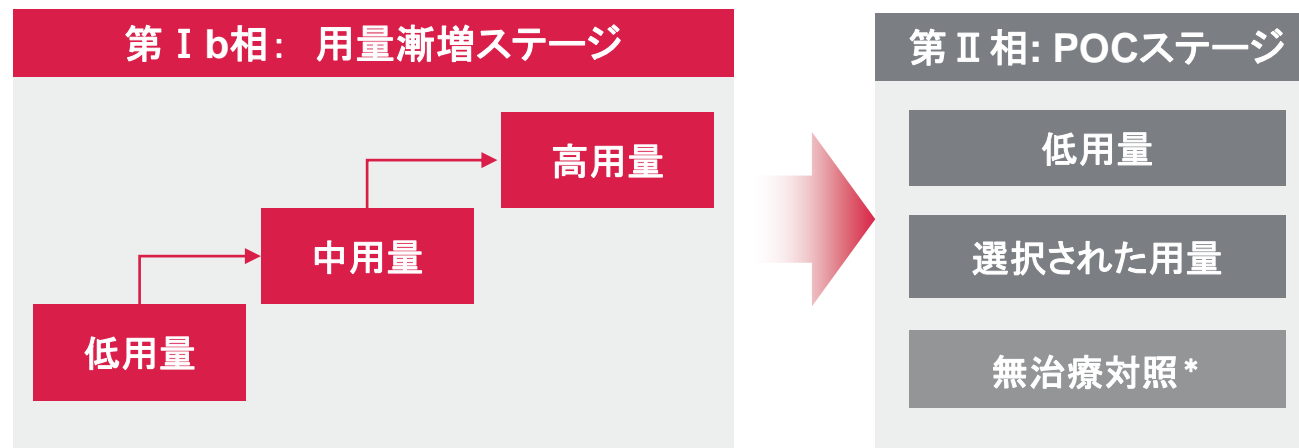 第Ⅰb相: 用量漸増ステージ
高用量
中用量
低用量
第Ⅱ相: POCステージ
低用量
選択された用量
無治療対照*